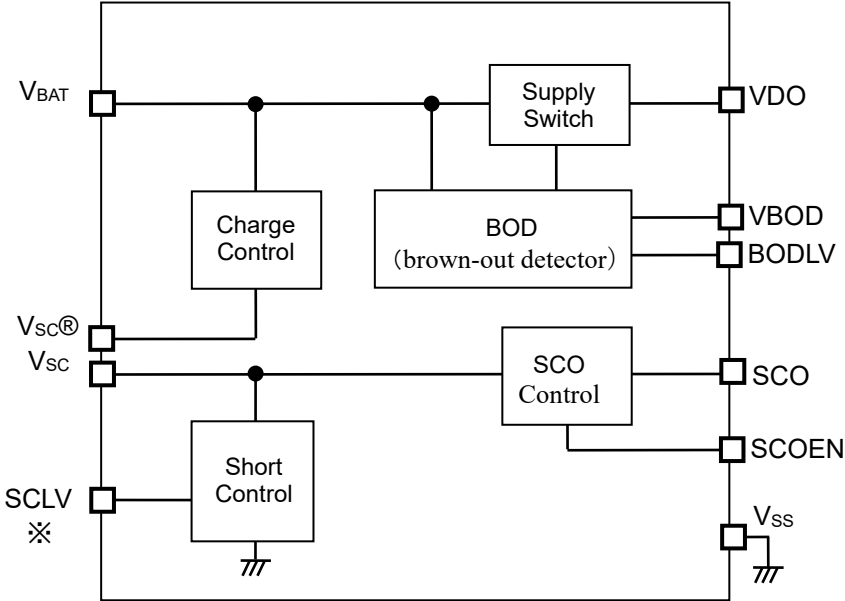 VBAT
Supply
Switch
VDO
Charge
Control
BOD
（brown-out detector）
VBOD
BODLV
VSC®
VSC
SCO
Control
SCO
SCOEN
Short
Control
SCLV
※
VSS